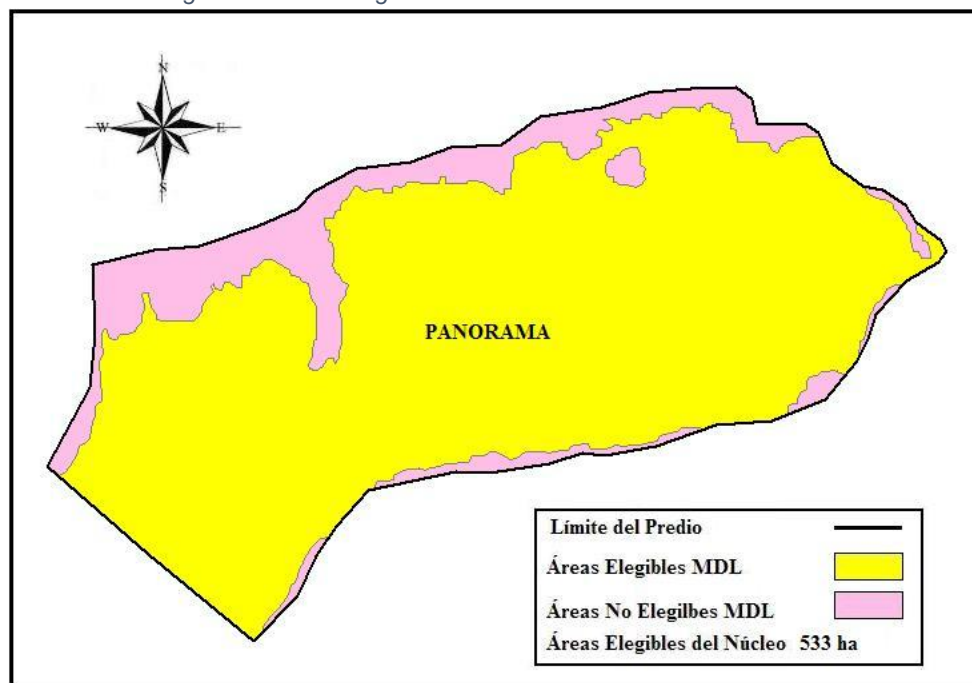 N
W E
S
PANORAMA
Límite del Predio
Áreas Elegibles MDL
Áreas No Elegilbes MDL
Áreas Elegibles del Núcleo 533 ha